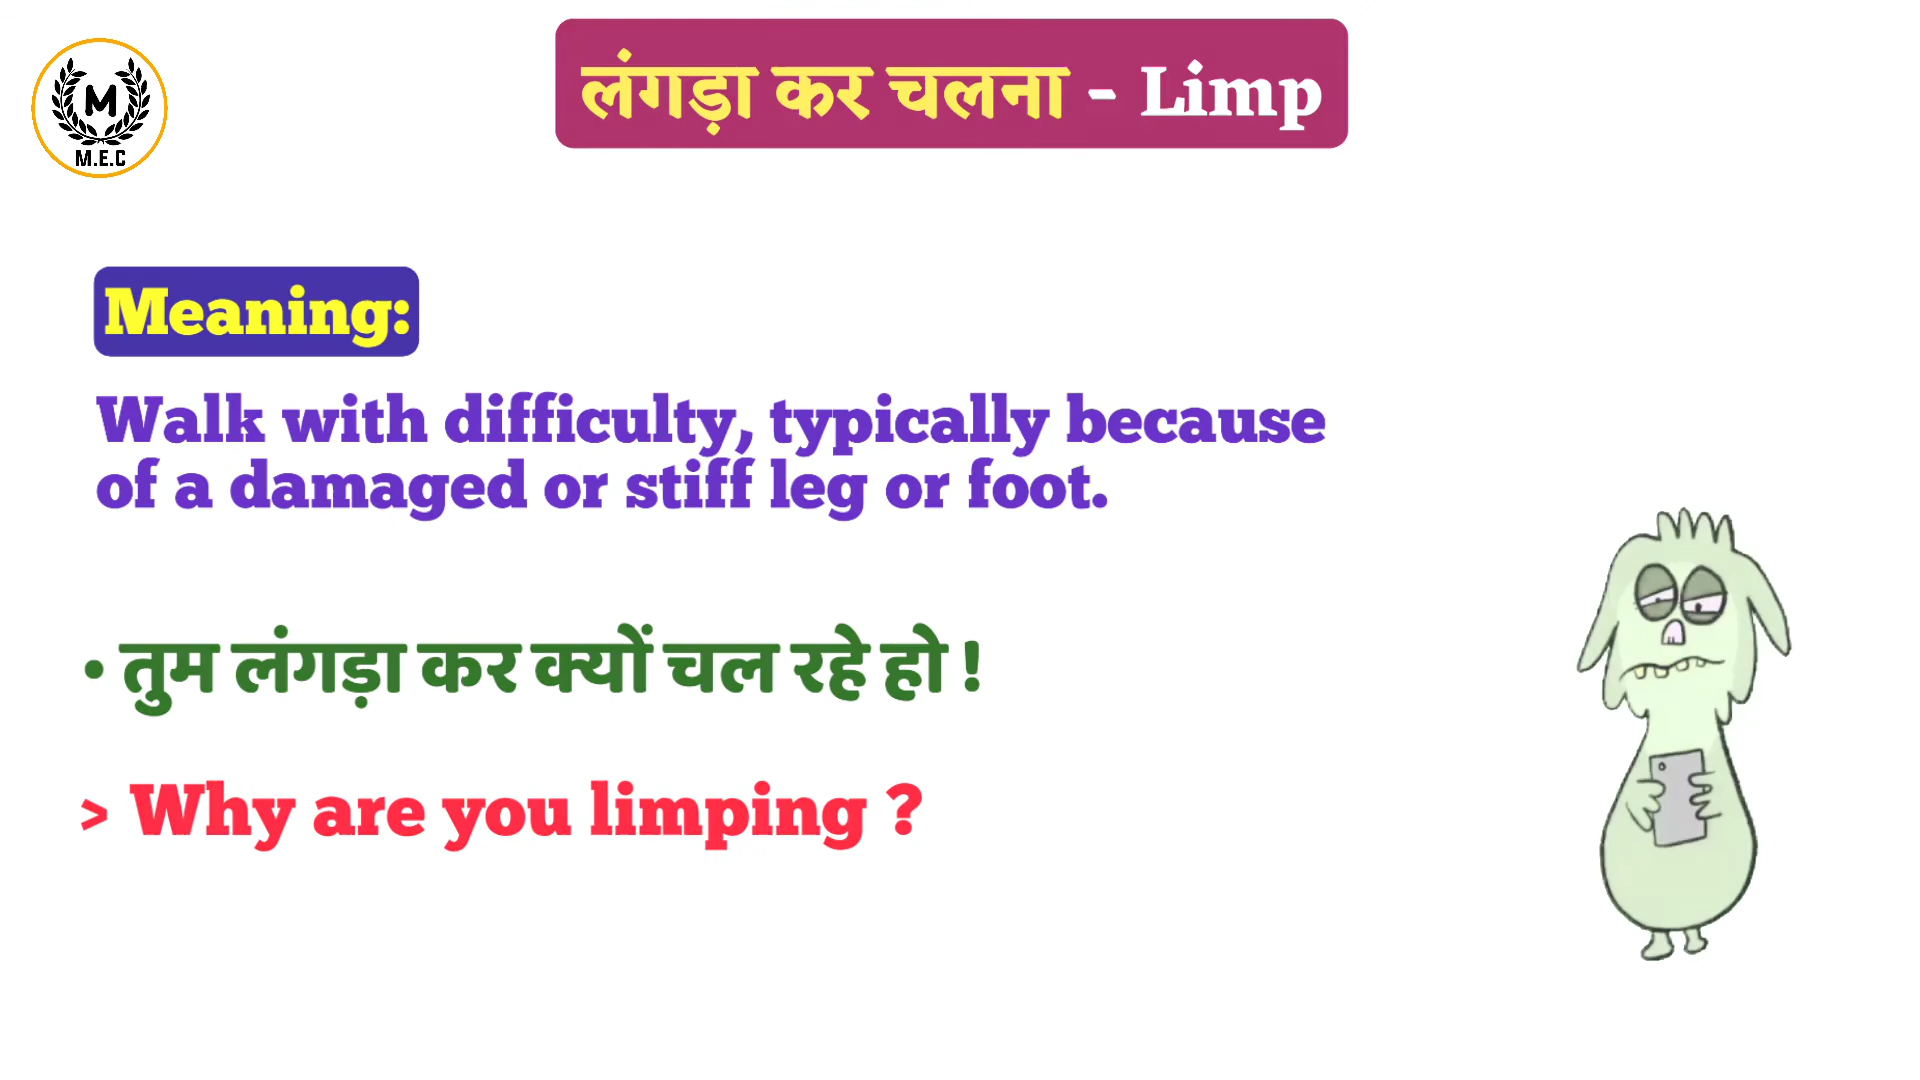 M
M.E.C
लंगड़ा कर चलना - Limp
Meaning:
Walk with difficulty, typically because
of a damaged or stiff leg or foot.
• तुम लंगड़ा कर क्यों चल रहे हो !
> Why are you limping ?